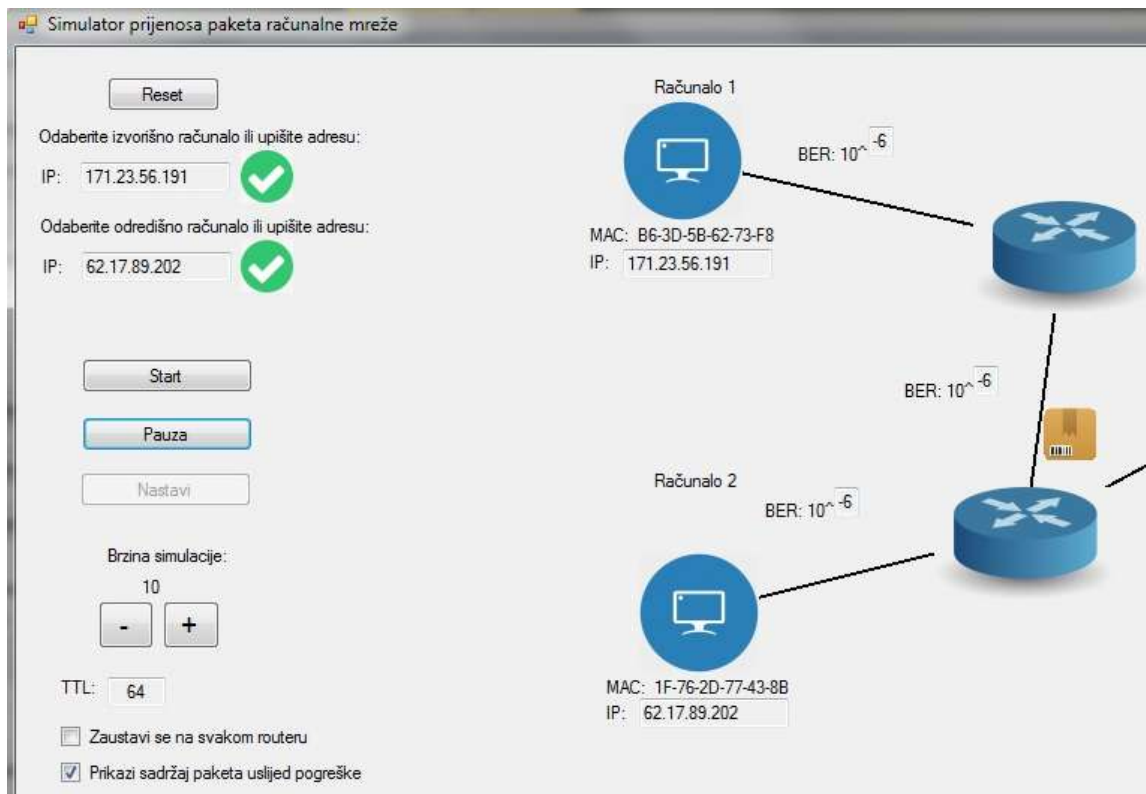 Simulator prijenosa paketa računalne mreže
Reset
Odaberite izvorišno računalo ili upišite adresu:
IP: 171.23.56.191
Odaberite odredišno računalo ili upišite adresu:
IP: 62.17.89.202
Start
Pauza
Nastavi
Brzina simulacije:
10
- +
TTL: 64
Zaustavi se na svakom routeru
Prikazi sadržaj paketa uslijed pogreške
Računalo 1
BER: 10^ -6
MAC: B6-3D-5B-62-73-F8
IP: 171.23.56.191
BER: 10^ -6
Računalo 2
BER: 10^ -6
MAC: 1F-76-2D-77-43-8B
IP: 62.17.89.202